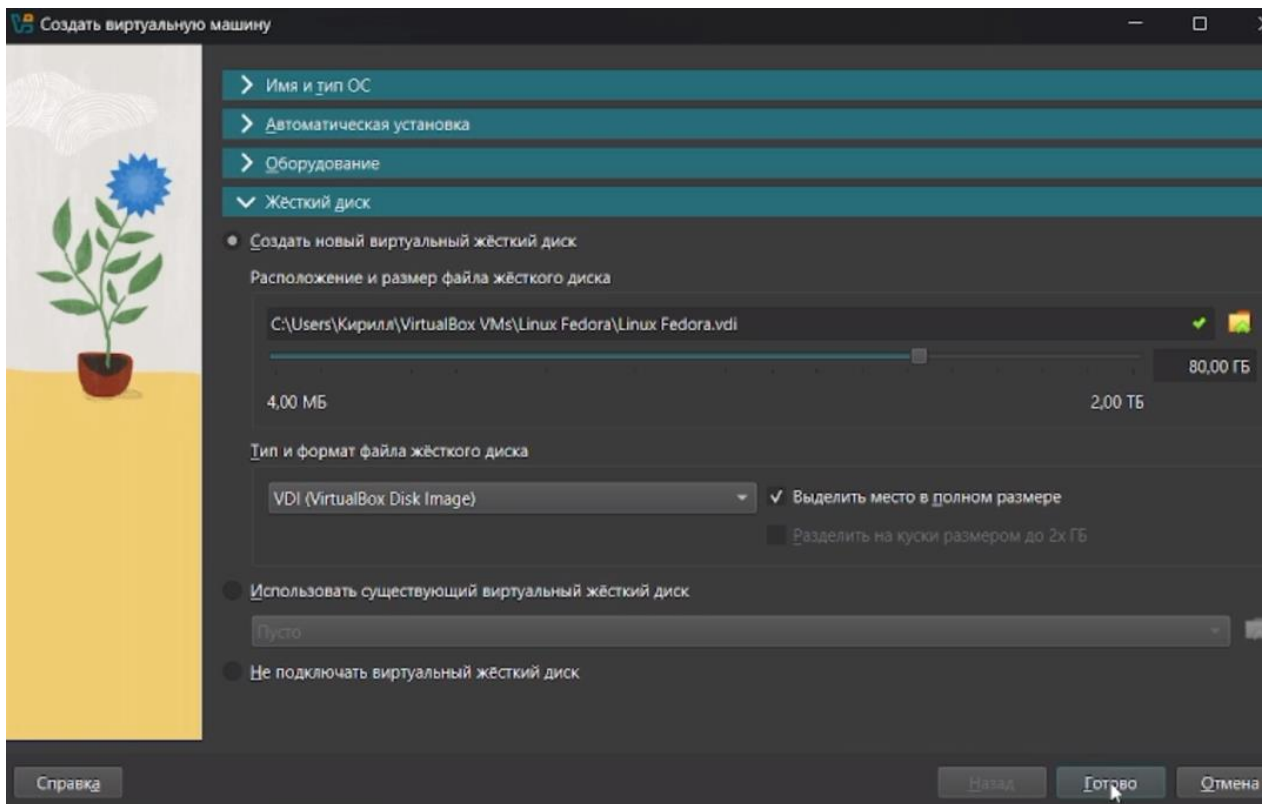 Создать виртуальную машину
Имя и тип ОС
Автоматическая установка
Оборудование
Жёсткий диск
Создать новый виртуальный жёсткий диск
Расположение и размер файла жёсткого диска
C:\Users\Кирилл\VirtualBox VMs\Linux Fedora\Linux Fedora.vdi
80,00 ГБ
4,00 МБ 2,00 ТБ
Тип и формат файла жёсткого диска
VDI (VirtualBox Disk Image) Выделить место в полном размере
Разделить на куски размером до 2х ГБ
Использовать существующий виртуальный жёсткий диск
Пусто
Не подключать виртуальный жёсткий диск
Справка Назад Готово Отмена